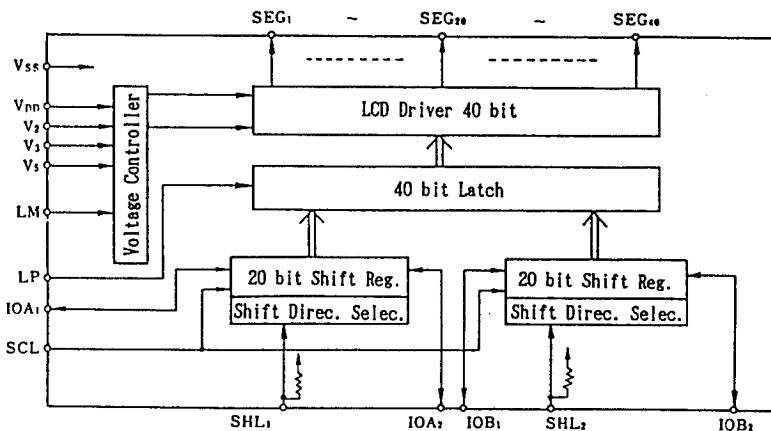 SEG₁ ~ SEG₂₀ ~ SEG₄₀
VSS
VDD
V₂
V₃
V₅
LM
LP
IOA₁
SCL
Voltage Controller
LCD Driver 40 bit
40 bit Latch
20 bit Shift Reg.
Shift Direc. Selec.
20 bit Shift Reg.
Shift Direc. Selec.
SHL₁ IOA₂ IOB₁ SHL₂ IOB₂